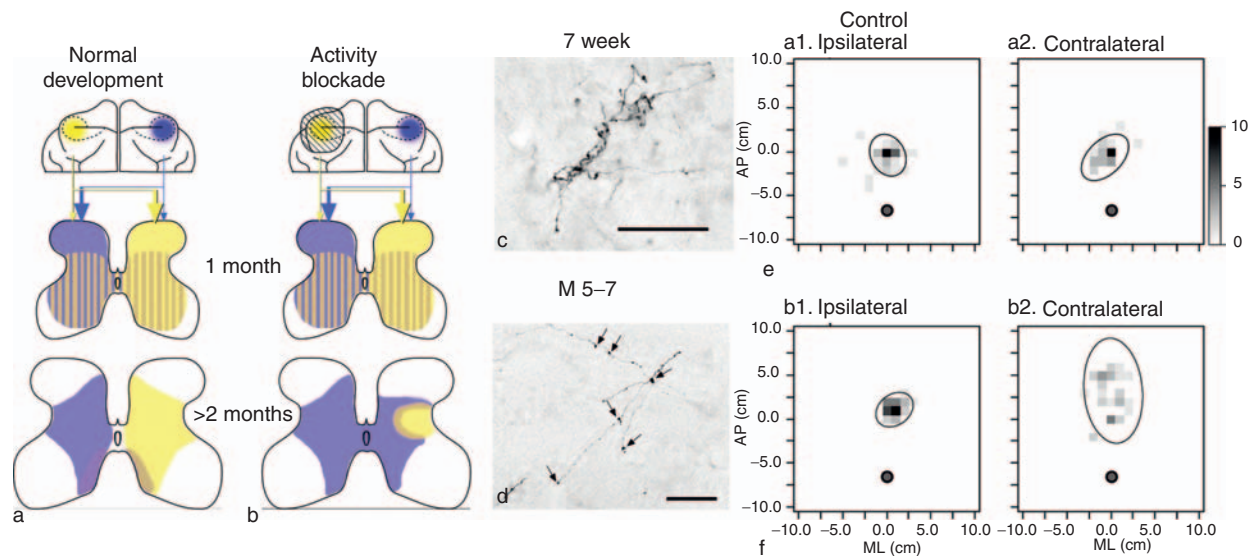 Normal
development
Activity
blockade
1 month
>2 months
a
b
7 week
c
M 5–7
d
Control
a1. Ipsilateral
a2. Contralateral
10.0
5.0
0.0
−5.0
−10.0
AP (cm)
10
5
0
e
b1. Ipsilateral
b2. Contralateral
10.0
5.0
0.0
−5.0
−10.0
AP (cm)
−10.0 −5.0 0.0 5.0 10.0
ML (cm)
−10.0 −5.0 0.0 5.0 10.0
ML (cm)
f